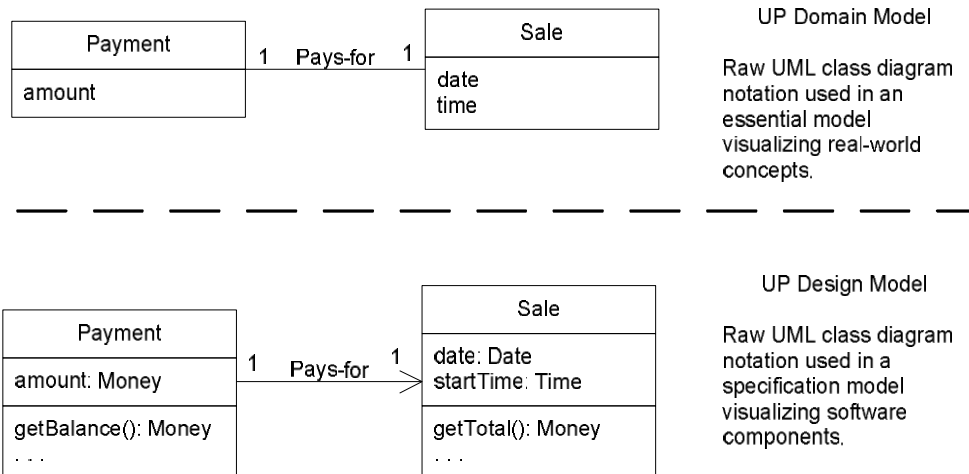 UP Domain Model
Payment
amount
1 Pays-for 1
Sale
date
time
Raw UML class diagram
notation used in an
essential model
visualizing real-world
concepts.
UP Design Model
Payment
amount: Money
getBalance(): Money
. . .
1 Pays-for 1
Sale
date: Date
startTime: Time
getTotal(): Money
. . .
Raw UML class diagram
notation used in a
specification model
visualizing software
components.